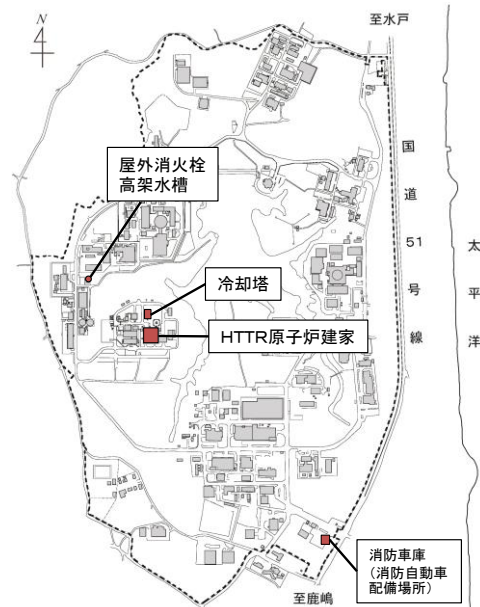 N
至水戸
屋外消火栓
高架水槽
国道51号線
太平洋
冷却塔
HTTR原子炉建家
消防車庫
（消防自動車
配備場所）
至鹿嶋